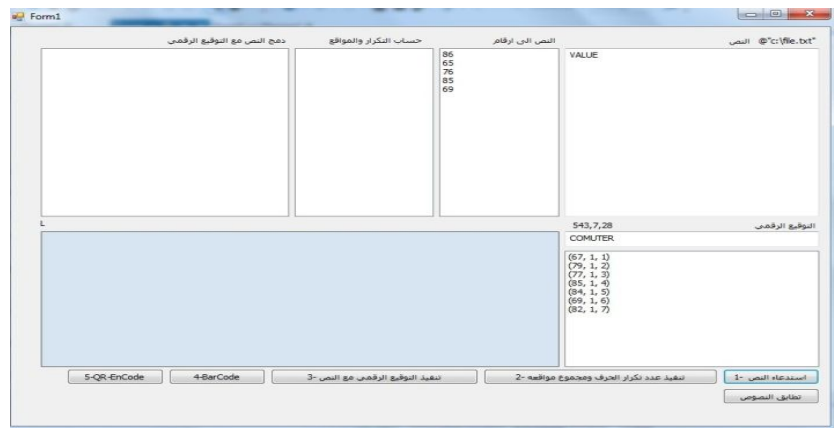 Form1
@"c:\file.txt" النص
النص الى ارقام
حساب التكرار والمواقع
دمج النص مع التوقيع الرقمي
VALUE
86
65
76
85
69
التوقيع الرقمي
543,7,28
L
COMUTER
(67, 1, 1)
(79, 1, 2)
(77, 1, 3)
(85, 1, 4)
(84, 1, 5)
(69, 1, 6)
(82, 1, 7)
استدعاء النص -1
تنفيذ عدد تكرار الحرف ومجموع مواقعه -2
تنفيذ التوقيع الرقمي مع النص -3
4-BarCode
5-QR-EnCode
تطابق النصوص